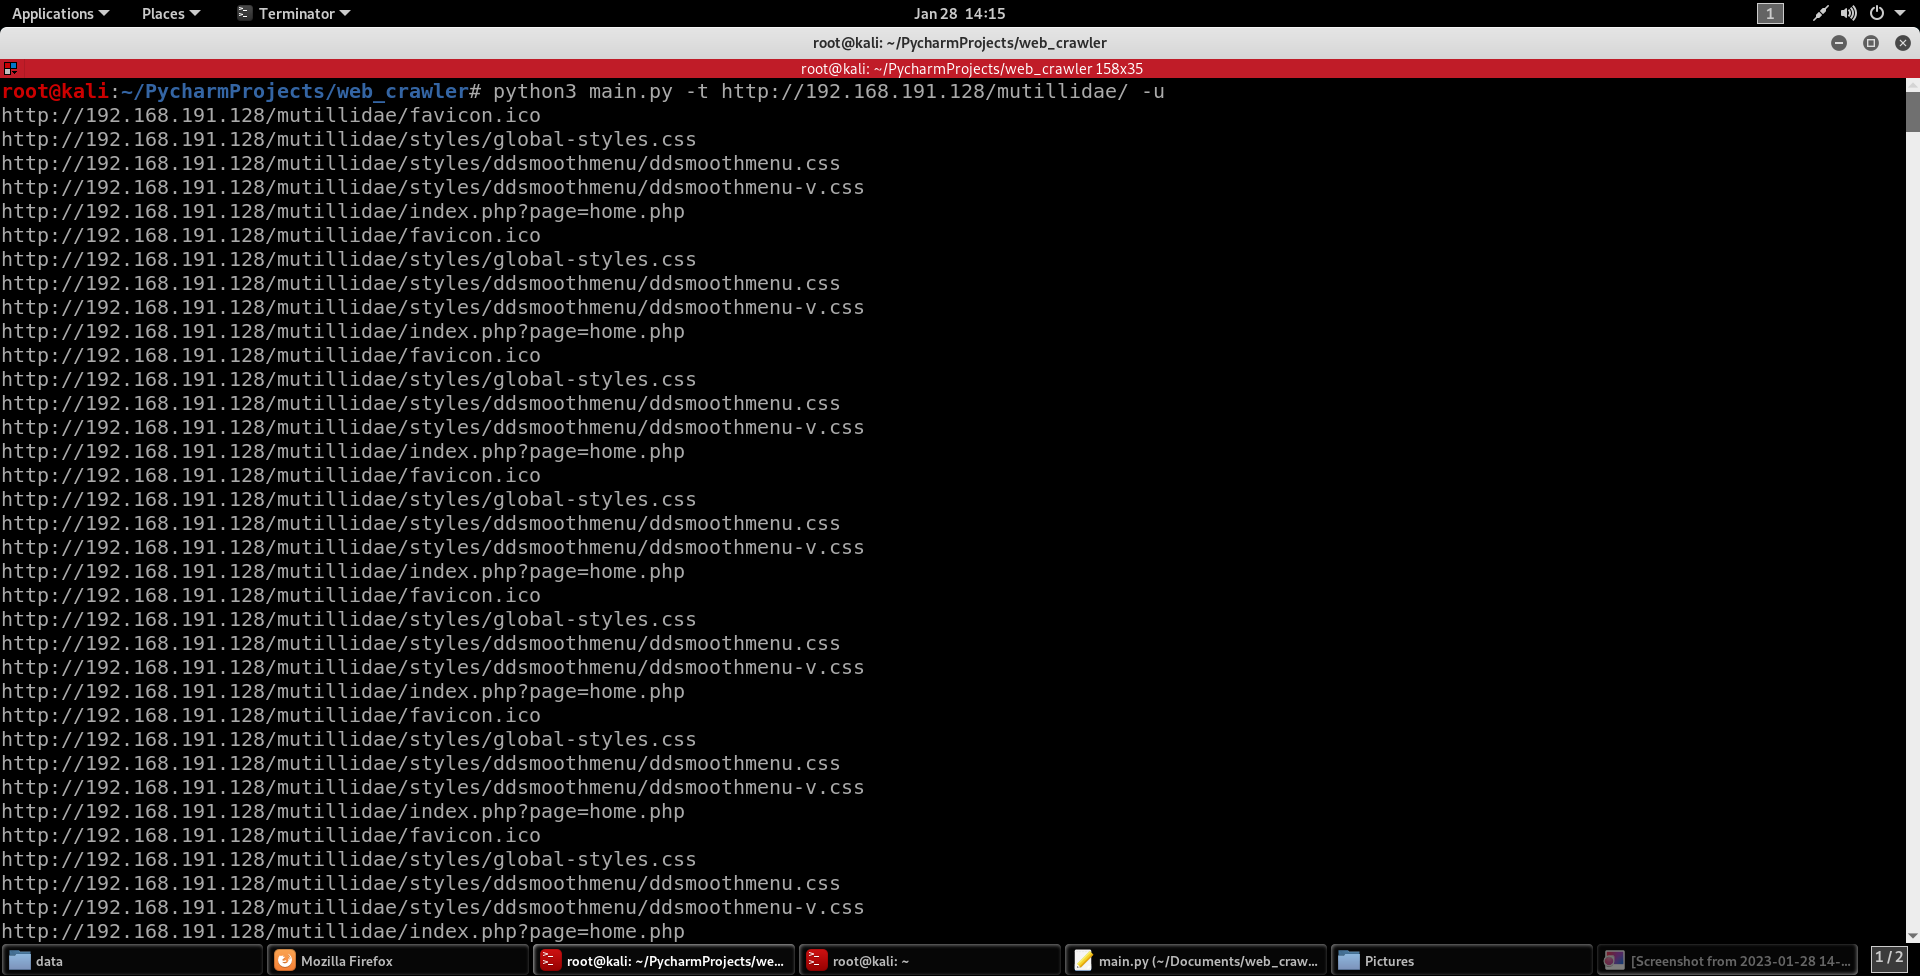 Applications Places Terminator Jan 28 14:15 1
root@kali: ~/PycharmProjects/web_crawler
root@kali: ~/PycharmProjects/web_crawler 158x35
root@kali:~/PycharmProjects/web_crawler# python3 main.py -t http://192.168.191.128/mutillidae/ -u
http://192.168.191.128/mutillidae/favicon.ico
http://192.168.191.128/mutillidae/styles/global-styles.css
http://192.168.191.128/mutillidae/styles/ddsmoothmenu/ddsmoothmenu.css
http://192.168.191.128/mutillidae/styles/ddsmoothmenu/ddsmoothmenu-v.css
http://192.168.191.128/mutillidae/index.php?page=home.php
http://192.168.191.128/mutillidae/favicon.ico
http://192.168.191.128/mutillidae/styles/global-styles.css
http://192.168.191.128/mutillidae/styles/ddsmoothmenu/ddsmoothmenu.css
http://192.168.191.128/mutillidae/styles/ddsmoothmenu/ddsmoothmenu-v.css
http://192.168.191.128/mutillidae/index.php?page=home.php
http://192.168.191.128/mutillidae/favicon.ico
http://192.168.191.128/mutillidae/styles/global-styles.css
http://192.168.191.128/mutillidae/styles/ddsmoothmenu/ddsmoothmenu.css
http://192.168.191.128/mutillidae/styles/ddsmoothmenu/ddsmoothmenu-v.css
http://192.168.191.128/mutillidae/index.php?page=home.php
http://192.168.191.128/mutillidae/favicon.ico
http://192.168.191.128/mutillidae/styles/global-styles.css
http://192.168.191.128/mutillidae/styles/ddsmoothmenu/ddsmoothmenu.css
http://192.168.191.128/mutillidae/styles/ddsmoothmenu/ddsmoothmenu-v.css
http://192.168.191.128/mutillidae/index.php?page=home.php
http://192.168.191.128/mutillidae/favicon.ico
http://192.168.191.128/mutillidae/styles/global-styles.css
http://192.168.191.128/mutillidae/styles/ddsmoothmenu/ddsmoothmenu.css
http://192.168.191.128/mutillidae/styles/ddsmoothmenu/ddsmoothmenu-v.css
http://192.168.191.128/mutillidae/index.php?page=home.php
http://192.168.191.128/mutillidae/favicon.ico
http://192.168.191.128/mutillidae/styles/global-styles.css
http://192.168.191.128/mutillidae/styles/ddsmoothmenu/ddsmoothmenu.css
http://192.168.191.128/mutillidae/styles/ddsmoothmenu/ddsmoothmenu-v.css
http://192.168.191.128/mutillidae/index.php?page=home.php
http://192.168.191.128/mutillidae/favicon.ico
http://192.168.191.128/mutillidae/styles/global-styles.css
http://192.168.191.128/mutillidae/styles/ddsmoothmenu/ddsmoothmenu.css
http://192.168.191.128/mutillidae/styles/ddsmoothmenu/ddsmoothmenu-v.css
http://192.168.191.128/mutillidae/index.php?page=home.php
data Mozilla Firefox root@kali: ~/PycharmProjects/we... root@kali: ~ main.py (~/Documents/web_craw... Pictures [Screenshot from 2023-01-28 14-... 1 / 2